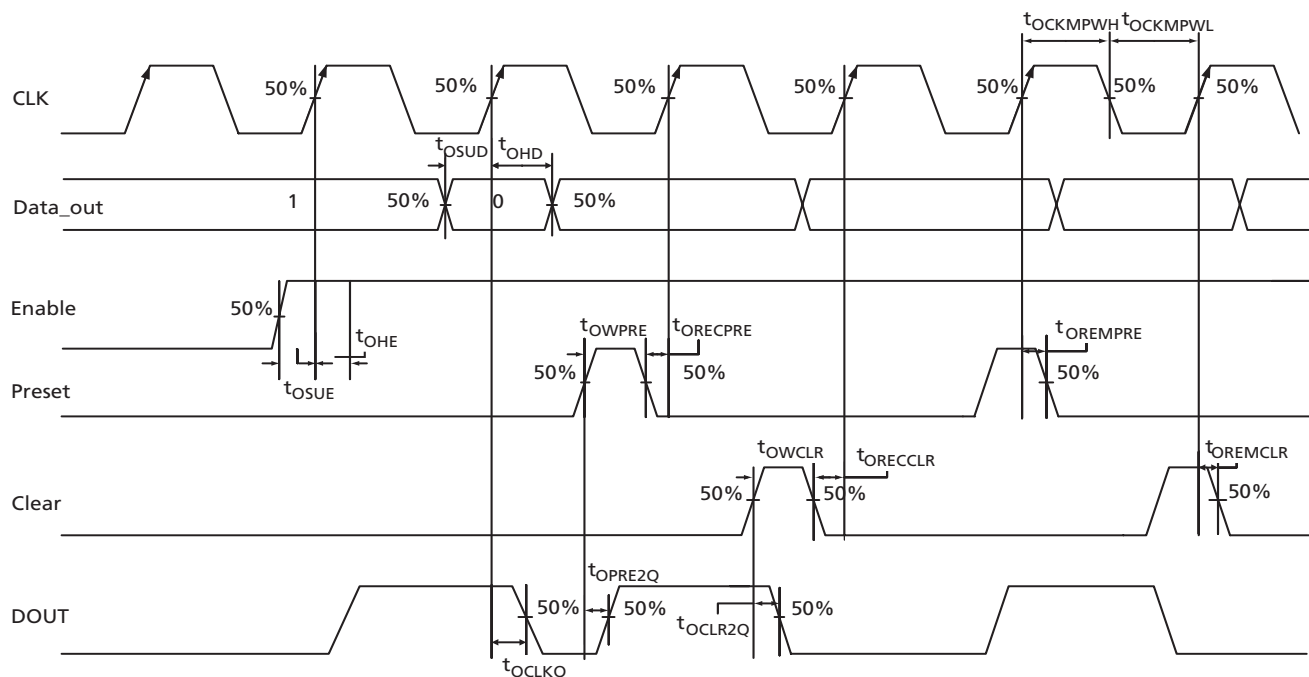 tOCKMPWH tOCKMPWL
CLK 50% 50% 50% 50% 50% 50% 50%
tOSUD tOHD
Data_out 1 50% 0 50%
Enable 50%
tOHE
tOSUE
tOWPRE tORECPRE tOREMPRE
Preset 50% 50% 50%
tOWCLR tORECCLR tOREMCLR
Clear 50% 50% 50%
tOPRE2Q
DOUT 50% 50% 50%
tOCLR2Q
tOCLKO